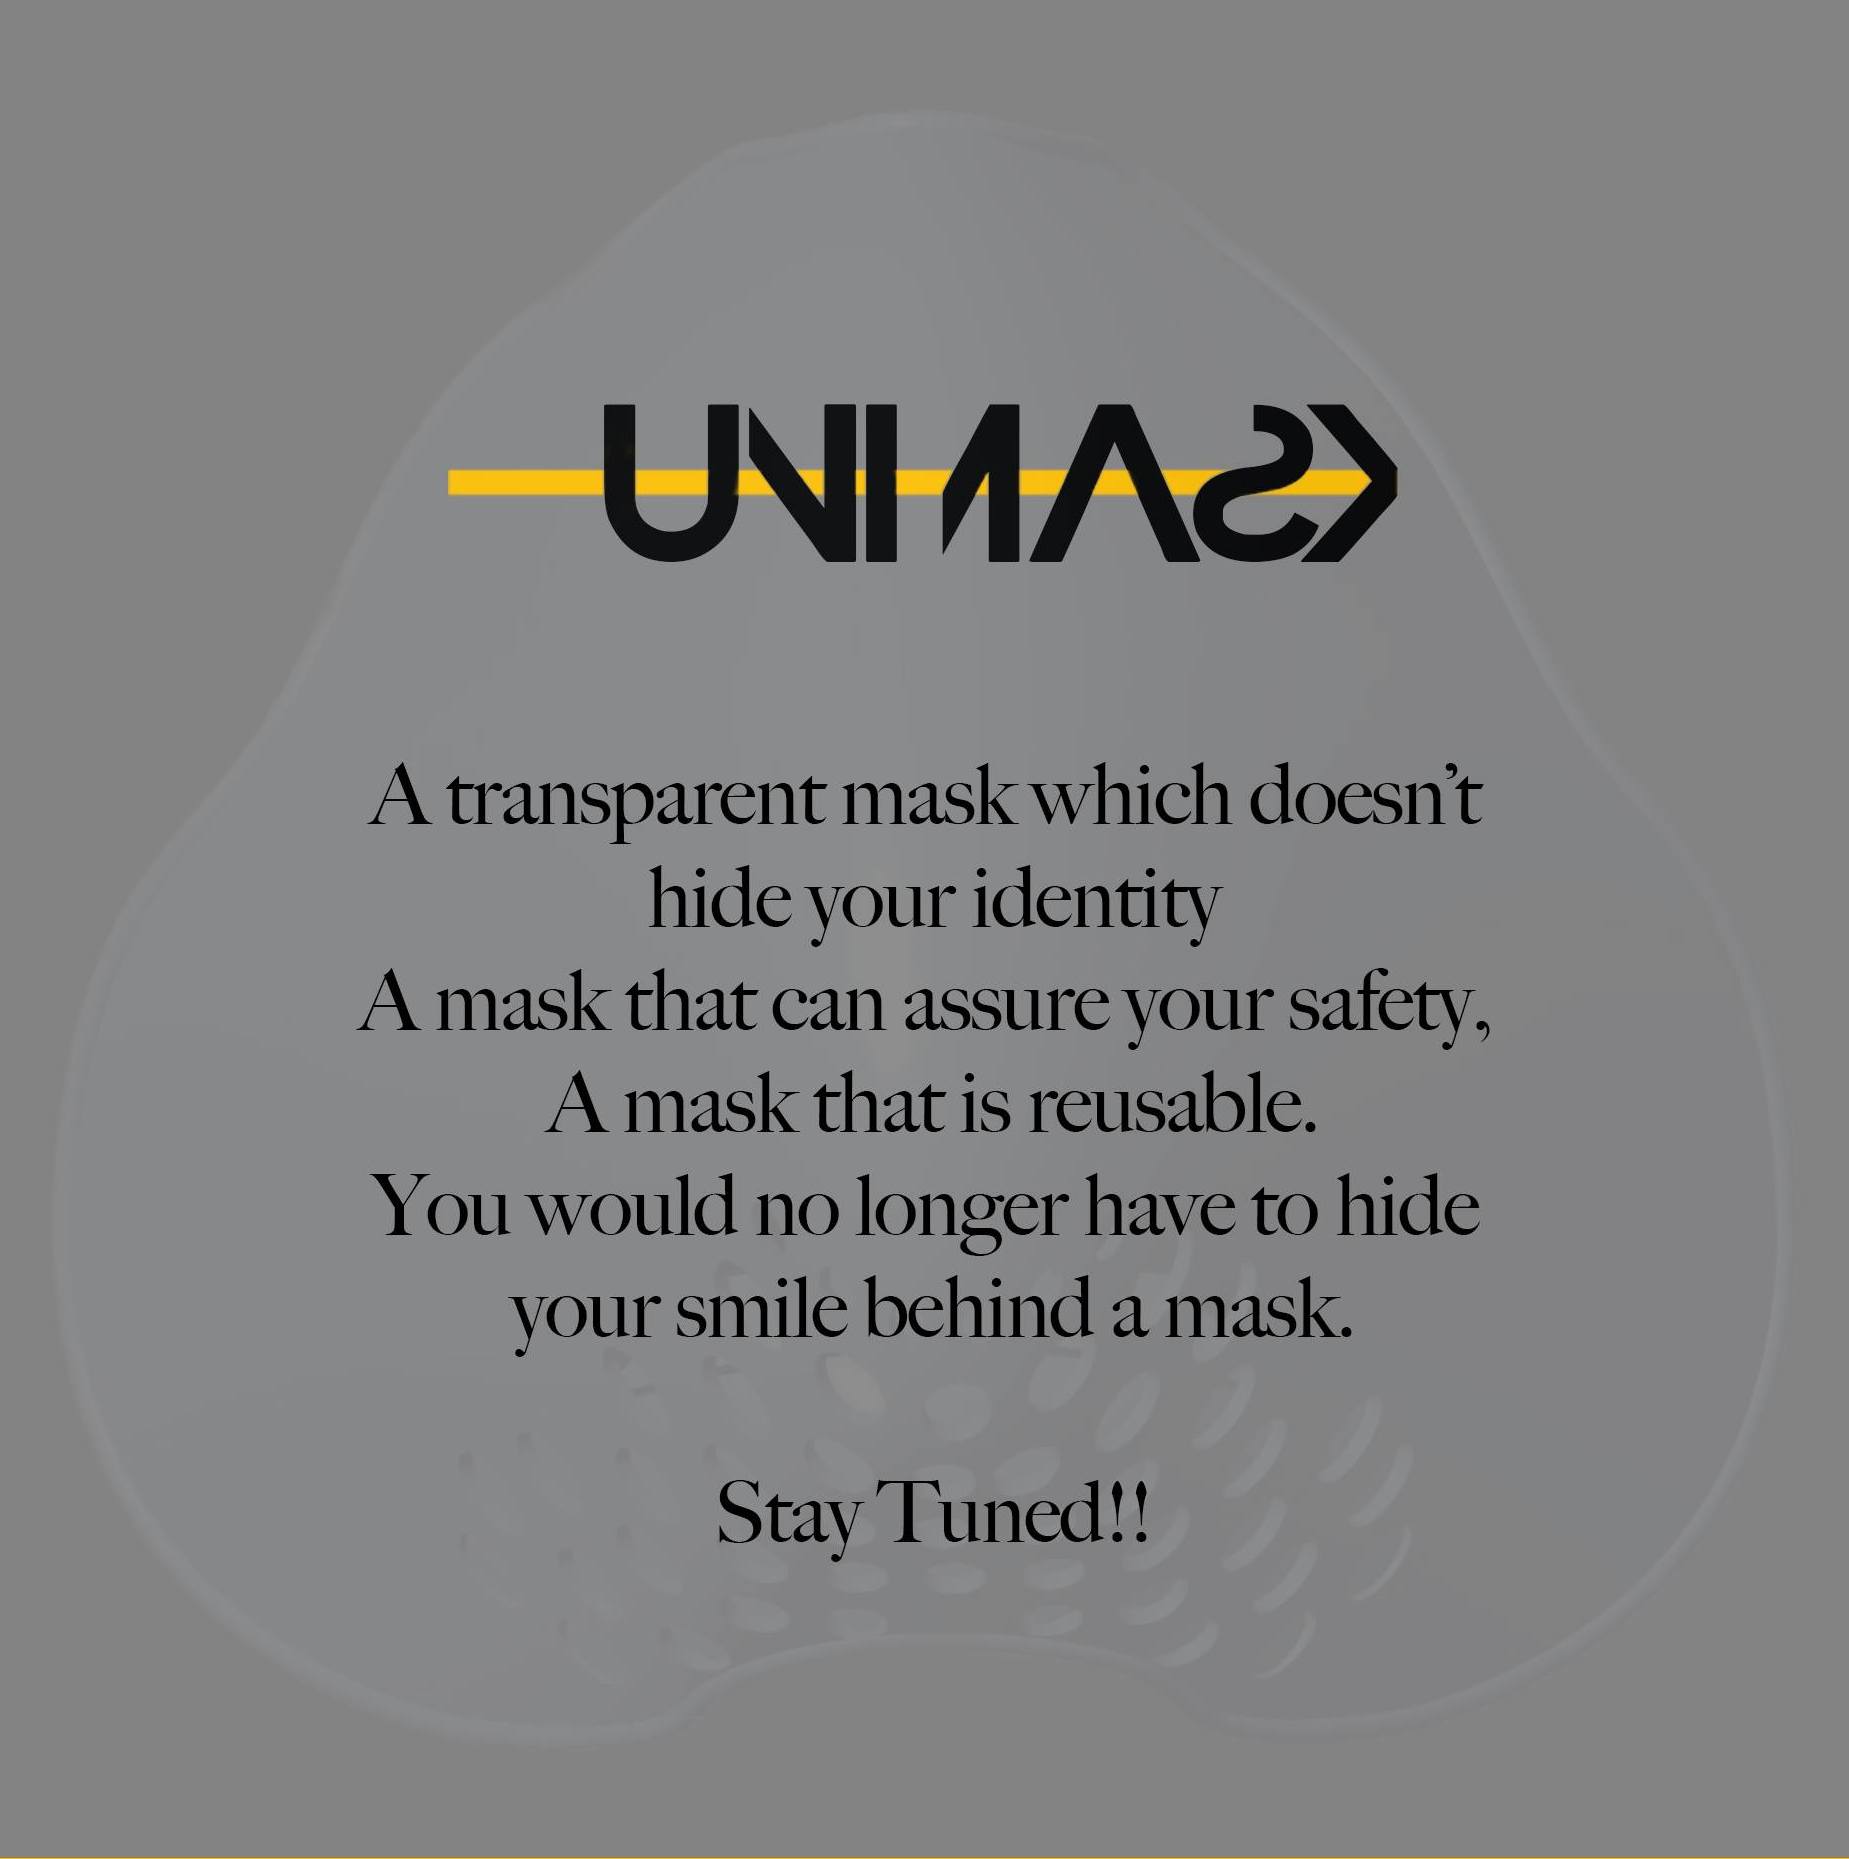 UNIMASK
A transparent mask which doesn’t
hide your identity
A mask that can assure your safety,
A mask that is reusable.
You would no longer have to hide
your smile behind a mask.
Stay Tuned!!